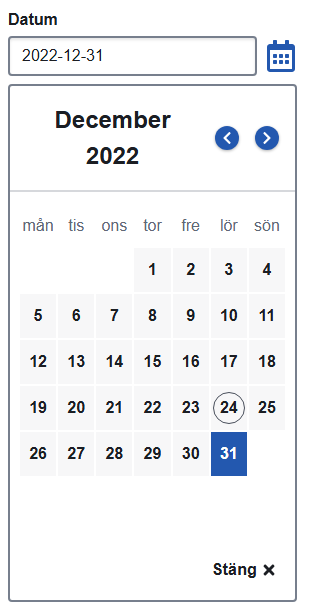 Datum
2022-12-31
December
2022
mån tis ons tor fre lör sön
1 2 3 4
5 6 7 8 9 10 11
12 13 14 15 16 17 18
19 20 21 22 23 24 25
26 27 28 29 30 31
Stäng ×